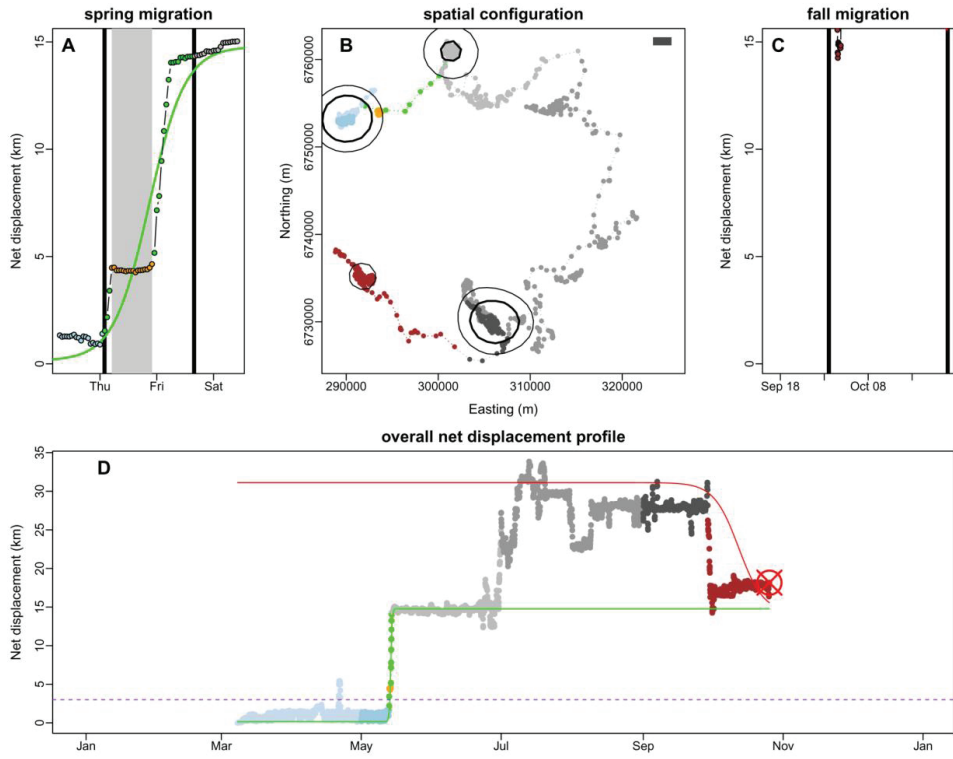 spring migration
spatial configuration
fall migration
A
B
C
Net displacement (km)
0
5
10
15
Thu
Fri
Sat
Northing (m)
6730000
6740000
6750000
6760000
290000
300000
310000
320000
Easting (m)
Net displacement (km)
0
5
10
15
Sep 18
Oct 08
overall net displacement profile
D
Net displacement (km)
0
5
10
15
20
25
30
35
Jan
Mar
May
Jul
Sep
Nov
Jan